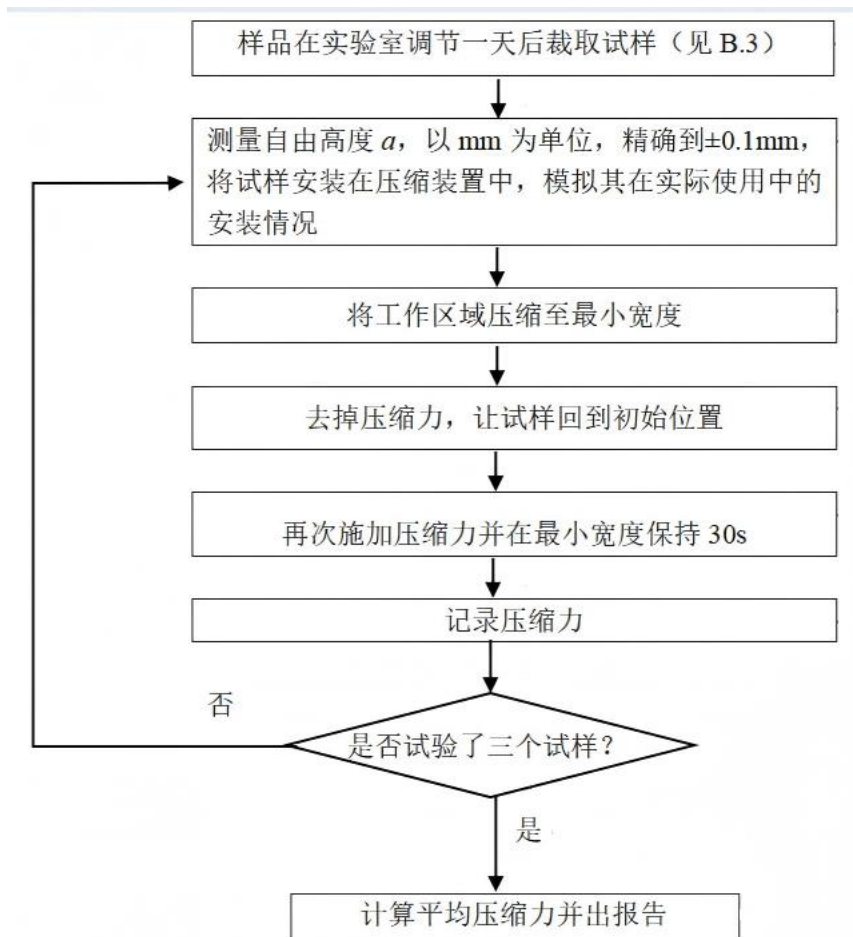 样品在实验室调节一天后裁取试样（见 B.3）
测量自由高度 a，以 mm 为单位，精确到±0.1mm，
将试样安装在压缩装置中，模拟其在实际使用中的
安装情况
将工作区域压缩至最小宽度
去掉压缩力，让试样回到初始位置
再次施加压缩力并在最小宽度保持 30s
记录压缩力
否
是否试验了三个试样？
是
计算平均压缩力并出报告